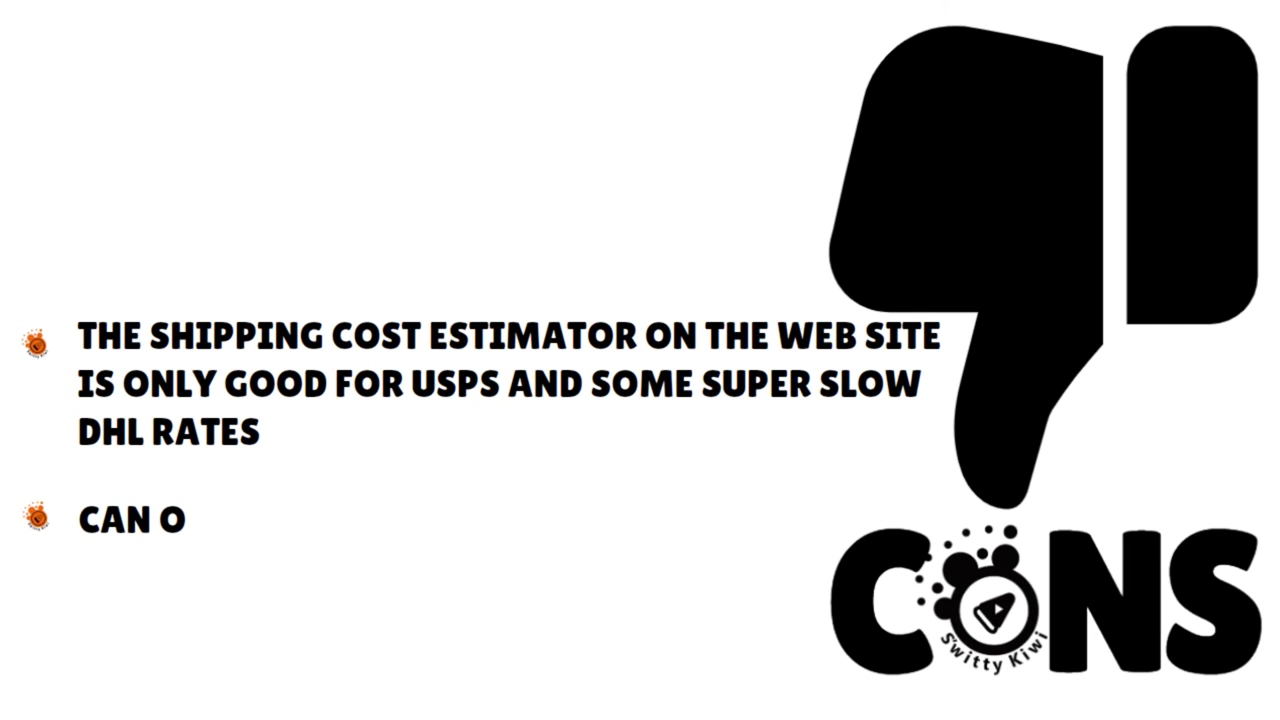 THE SHIPPING COST ESTIMATOR ON THE WEB SITE
IS ONLY GOOD FOR USPS AND SOME SUPER SLOW
DHL RATES
CAN O
CONS
Switty Kiwi